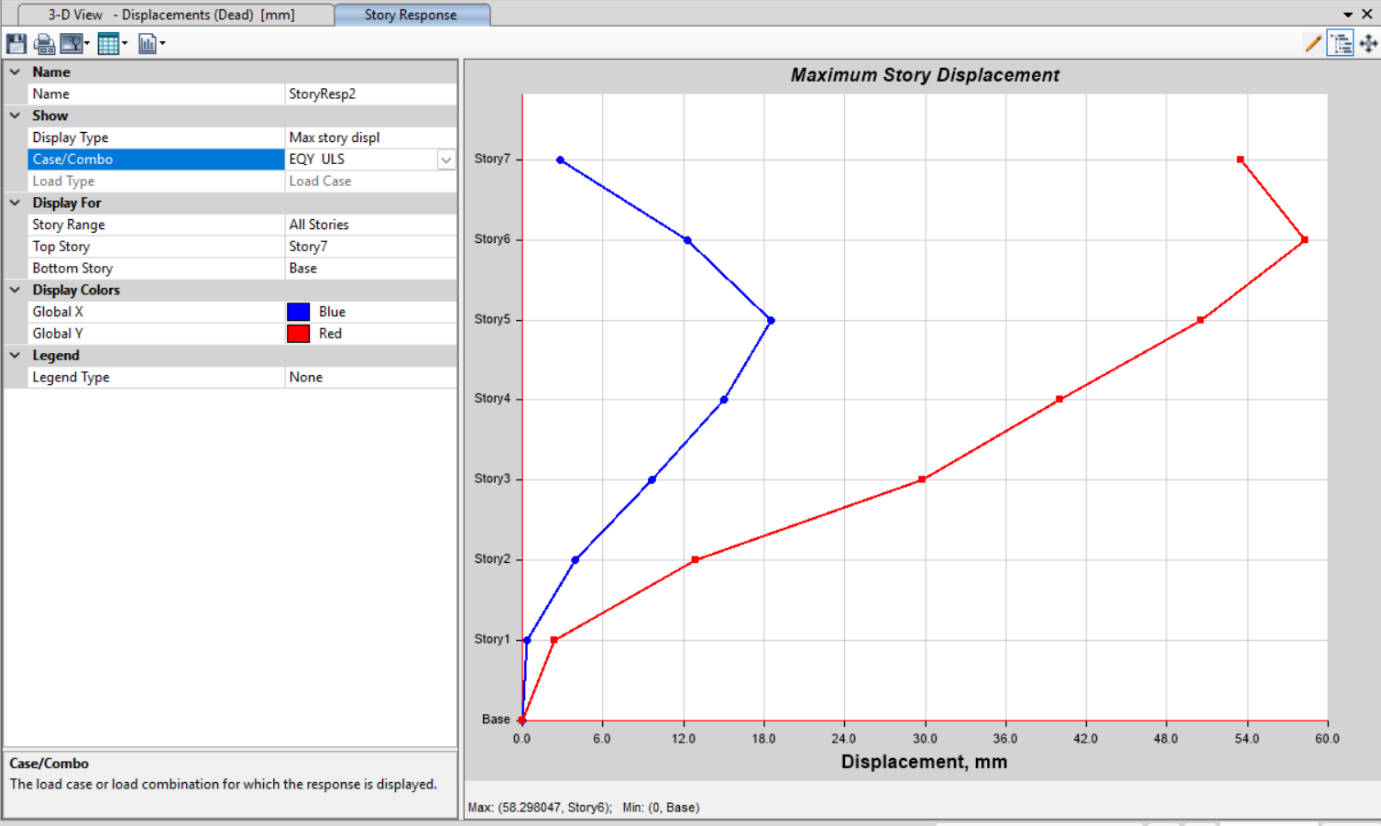 3-D View - Displacements (Dead) [mm]
Story Response
Name
Name StoryResp2
Show
Display Type Max story displ
Case/Combo EQY ULS
Load Type Load Case
Display For
Story Range All Stories
Top Story Story7
Bottom Story Base
Display Colors
Global X Blue
Global Y Red
Legend
Legend Type None
Case/Combo
The load case or load combination for which the response is displayed.
Maximum Story Displacement
Story7
Story6
Story5
Story4
Story3
Story2
Story1
Base
0.0 6.0 12.0 18.0 24.0 30.0 36.0 42.0 48.0 54.0 60.0
Displacement, mm
Max: (58.298047, Story6); Min: (0, Base)